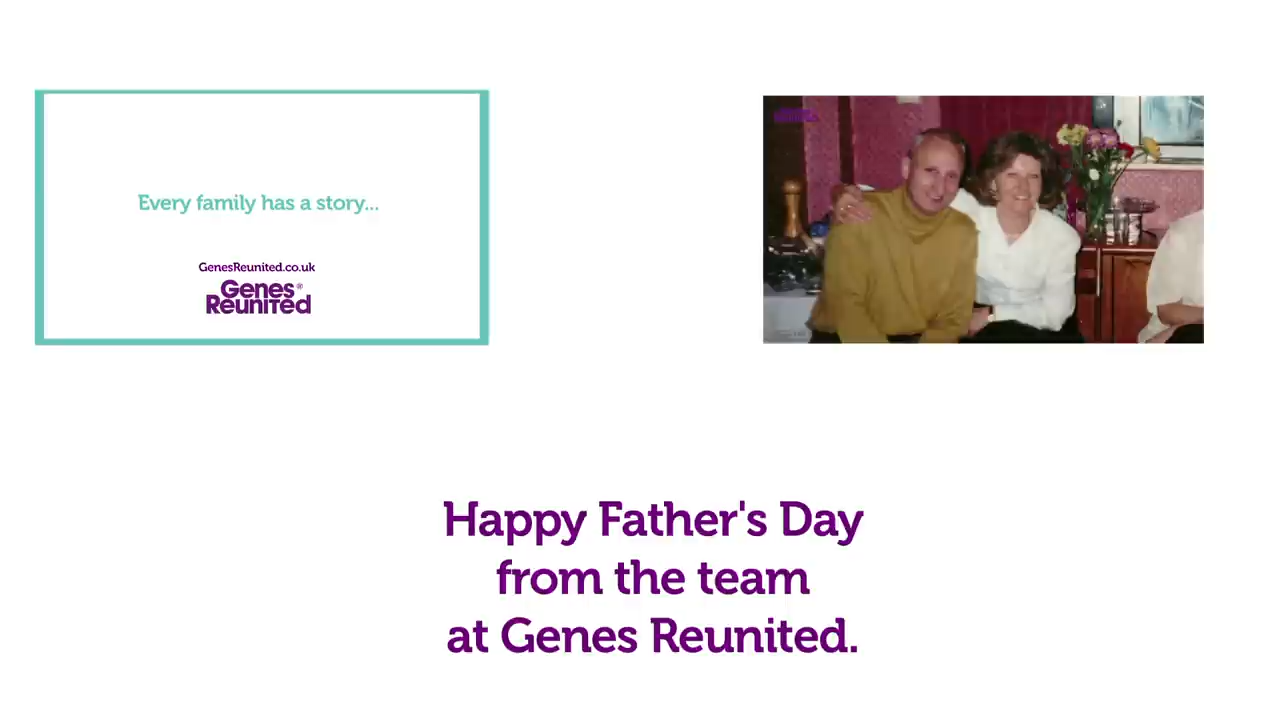 Every family has a story...
GenesReunited.co.uk
Genes®
Reunited
Happy Father's Day
from the team
at Genes Reunited.